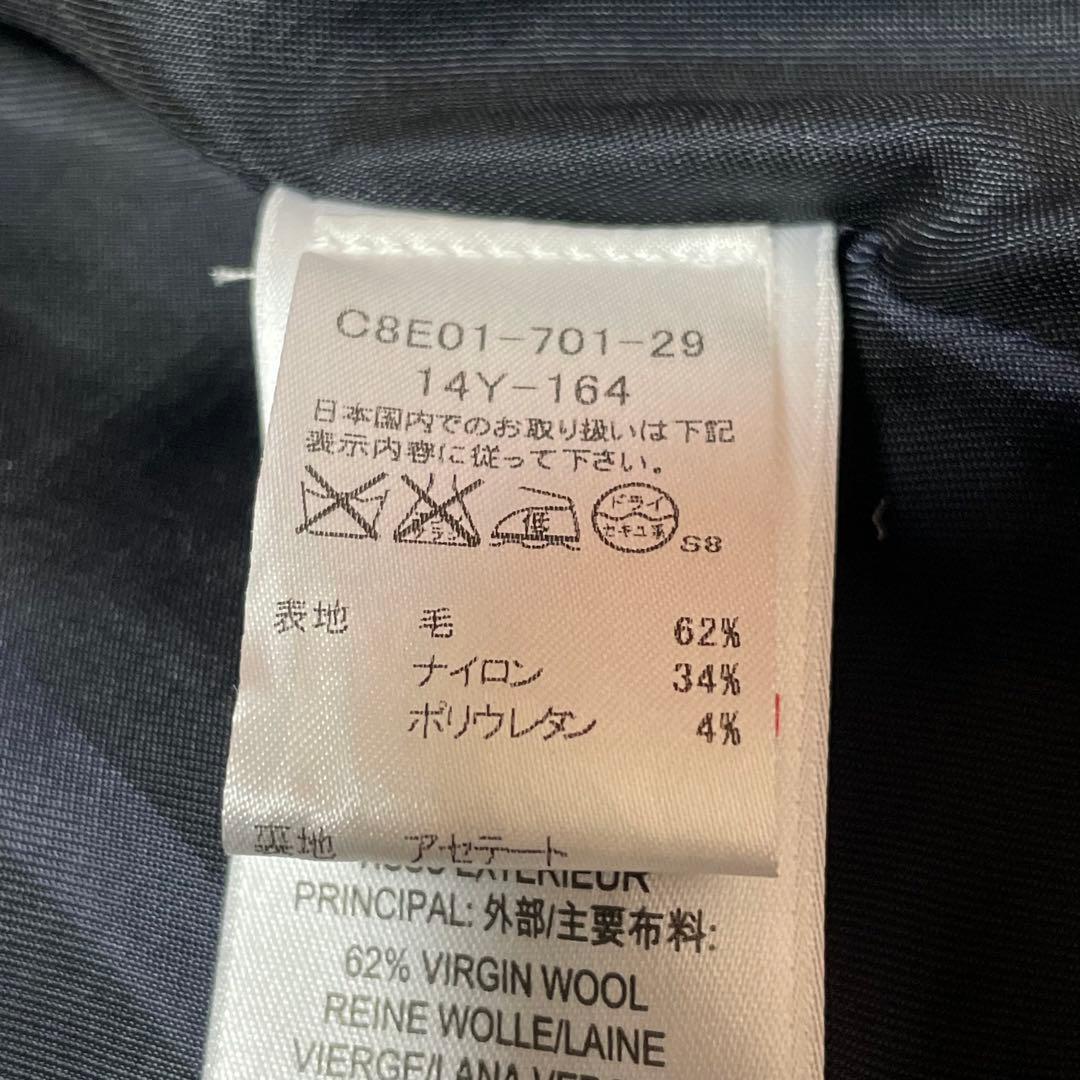 C8E01-701-29
14Y-164
日本国内でのお取り扱いは下記
表示内容に従って下さい。
低
ドライ
セキユ系
S8
表地 毛 62%
ナイロン 34%
ポリウレタン 4%
裏地 アセテート
EXTERIEUR
PRINCIPAL: 外部/主要布料:
62% VIRGIN WOOL
REINE WOLLE/LAINE
VIERGE/LANA